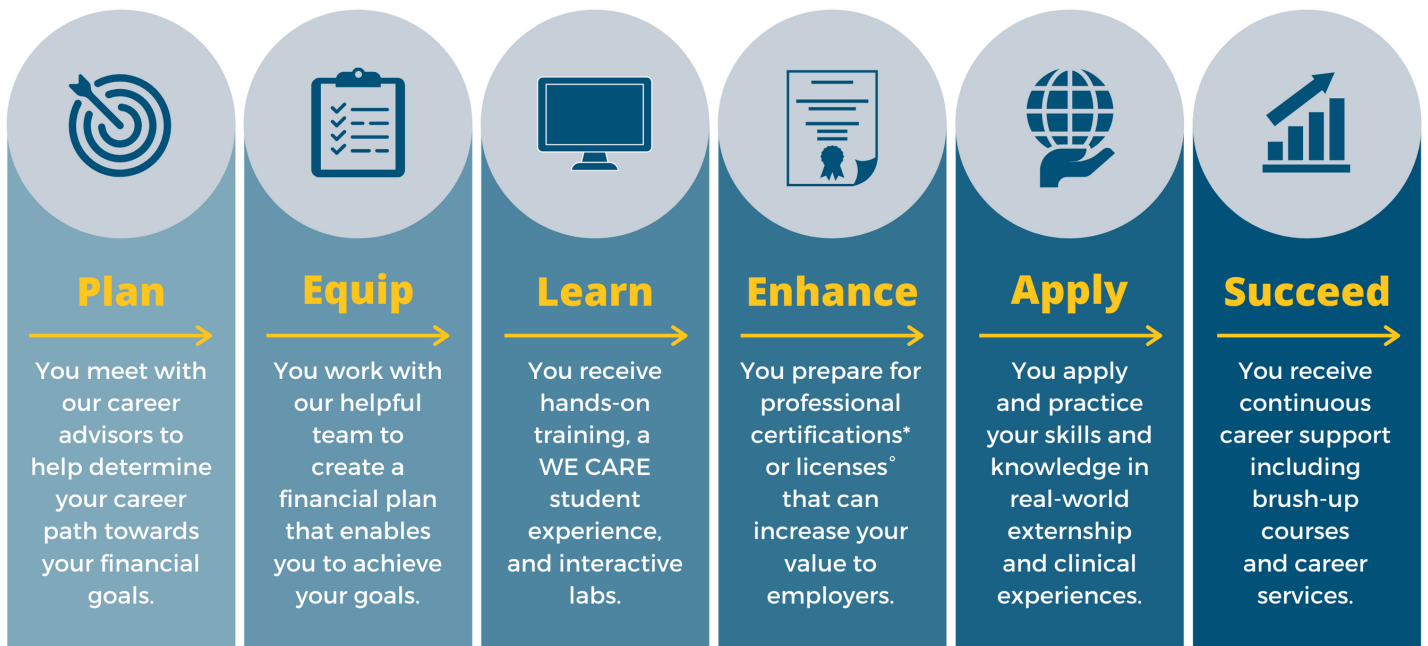 Plan
You meet with
our career
advisors to
help determine
your career
path towards
your financial
goals.
Equip
You work with
our helpful
team to
create a
financial plan
that enables
you to achieve
your goals.
Learn
You receive
hands-on
training, a
WE CARE
student
experience,
and interactive
labs.
Enhance
You prepare for
professional
certifications*
or licenses°
that can
increase your
value to
employers.
Apply
You apply
and practice
your skills and
knowledge in
real-world
externship
and clinical
experiences.
Succeed
You receive
continuous
career support
including
brush-up
courses
and career
services.